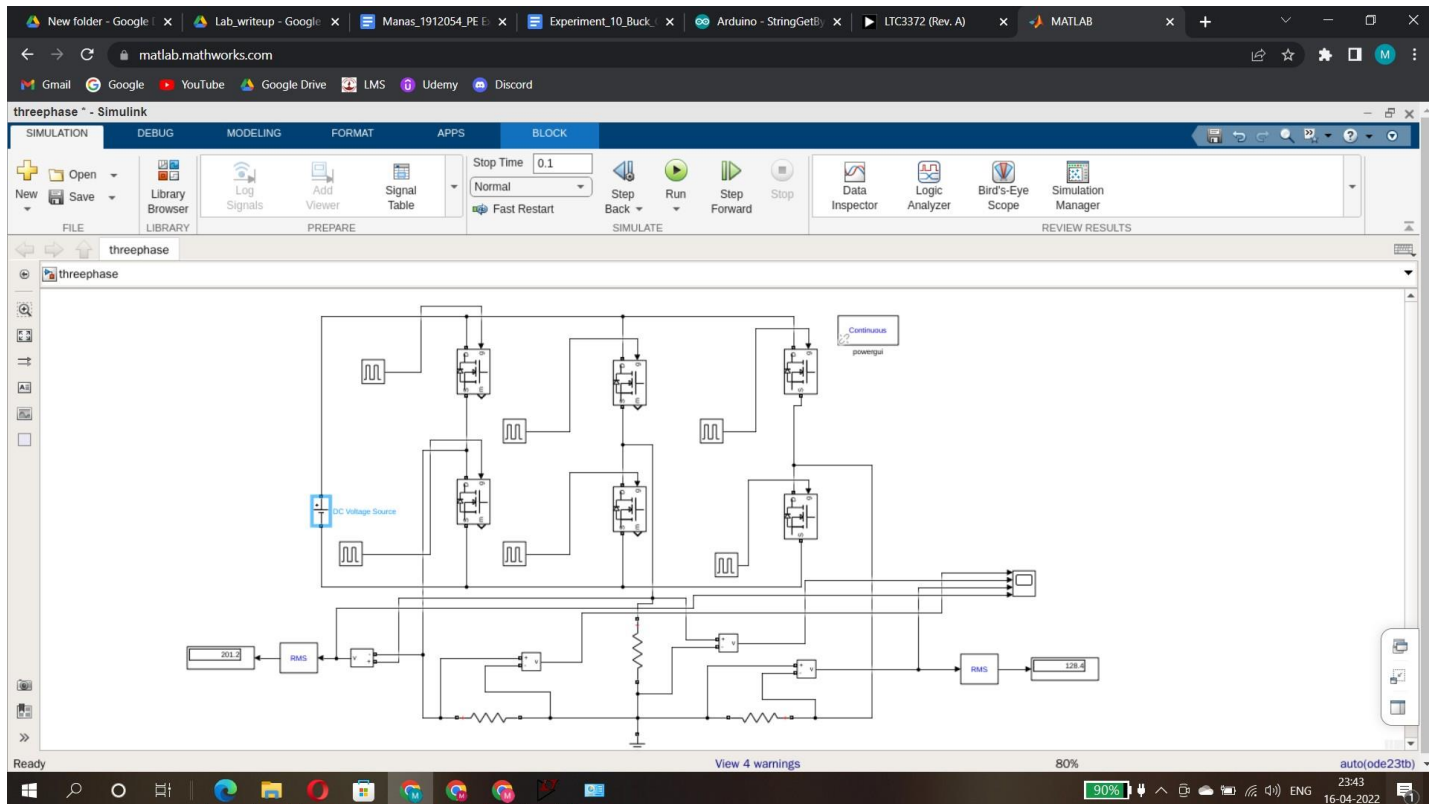 New folder - Google
Lab_writeup - Google
Manas_1912054_PE E
Experiment_10_Buck_
Arduino - StringGetBy
LTC3372 (Rev. A)
MATLAB
matlab.mathworks.com
M
Gmail
Google
YouTube
Google Drive
LMS
Udemy
Discord
threephase * - Simulink
SIMULATION
DEBUG
MODELING
FORMAT
APPS
BLOCK
New
Open
Save
Library
Browser
Log
Signals
Add
Viewer
Signal
Table
Stop Time 0.1
Normal
Fast Restart
Step
Back
Run
Step
Forward
Stop
Data
Inspector
Logic
Analyzer
Bird's-Eye
Scope
Simulation
Manager
FILE
LIBRARY
PREPARE
SIMULATE
REVIEW RESULTS
threephase
threephase
Continuous
powergui
DC Voltage Source
201.2
RMS
RMS
128.4
Ready
View 4 warnings
80%
auto(ode23tb)
90%
ENG
23:43
16-04-2022